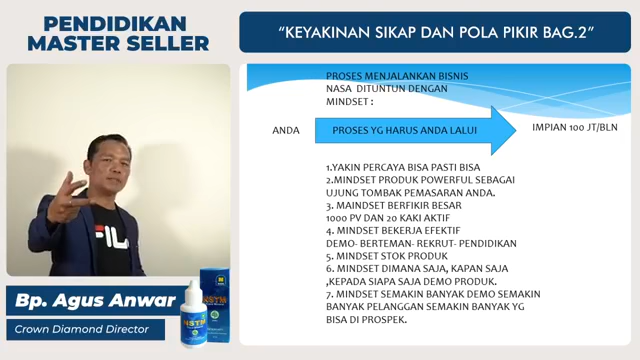 PENDIDIKAN
MASTER SELLER
“KEYAKINAN SIKAP DAN POLA PIKIR BAG.2”
PROSES MENJALANKAN BISNIS
NASA DITUNTUN DENGAN
MINDSET :
ANDA
PROSES YG HARUS ANDA LALUI
IMPIAN 100 JT/BLN
1.YAKIN PERCAYA BISA PASTI BISA
2.MINDSET PRODUK POWERFUL SEBAGAI
UJUNG TOMBAK PEMASARAN ANDA.
3. MAINDSET BERFIKIR BESAR
1000 PV DAN 20 KAKI AKTIF
4. MINDSET BEKERJA EFEKTIF
DEMO- BERTEMAN- REKRUT- PENDIDIKAN
5. MINDSET STOK PRODUK
6. MINDSET DIMANA SAJA, KAPAN SAJA
,KEPADA SIAPA SAJA DEMO PRODUK.
7. MINDSET SEMAKIN BANYAK DEMO SEMAKIN
BANYAK PELANGGAN SEMAKIN BANYAK YG
BISA DI PROSPEK.
FILA
Bp. Agus Anwar
Crown Diamond Director
NSTM
NSTM